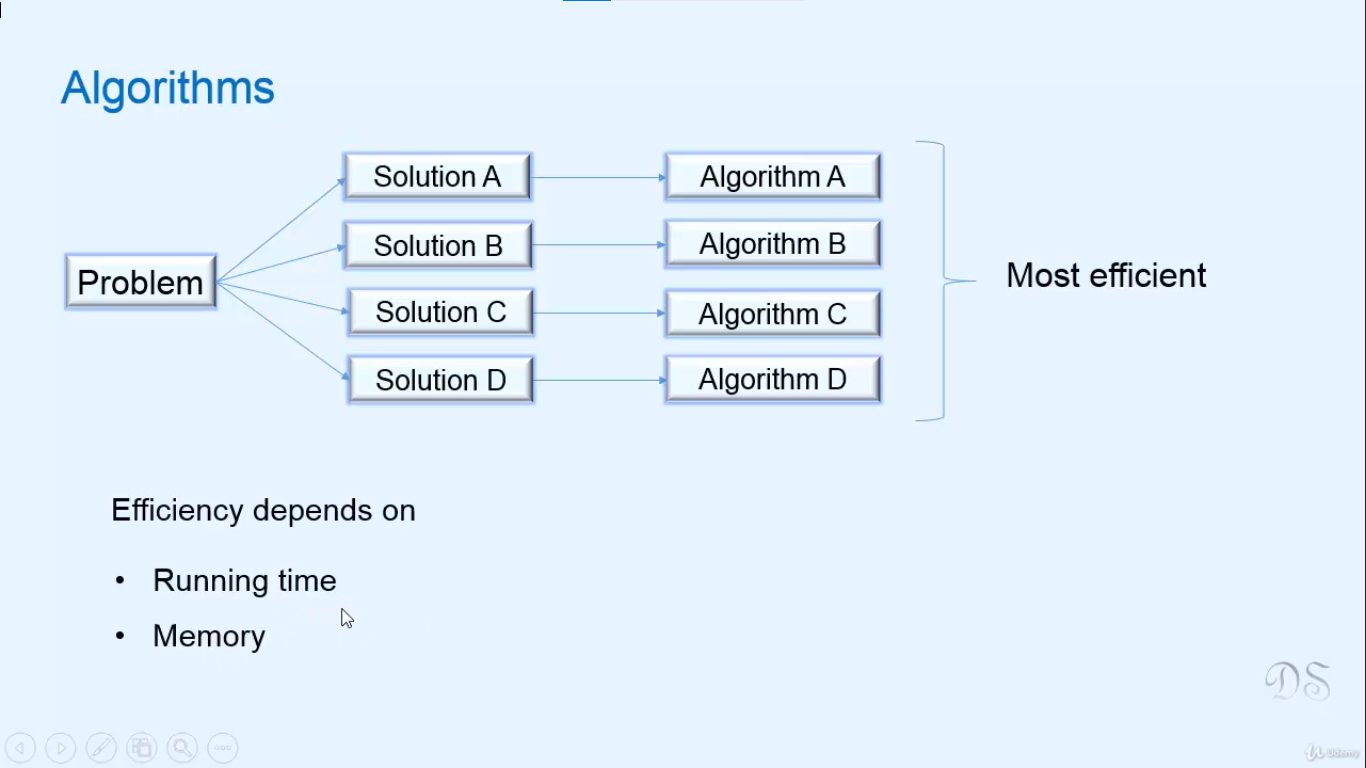 Algorithms
Solution A
Algorithm A
Solution B
Algorithm B
Problem
Most efficient
Solution C
Algorithm C
Solution D
Algorithm D
Efficiency depends on
• Running time
• Memory
DS
Udemy